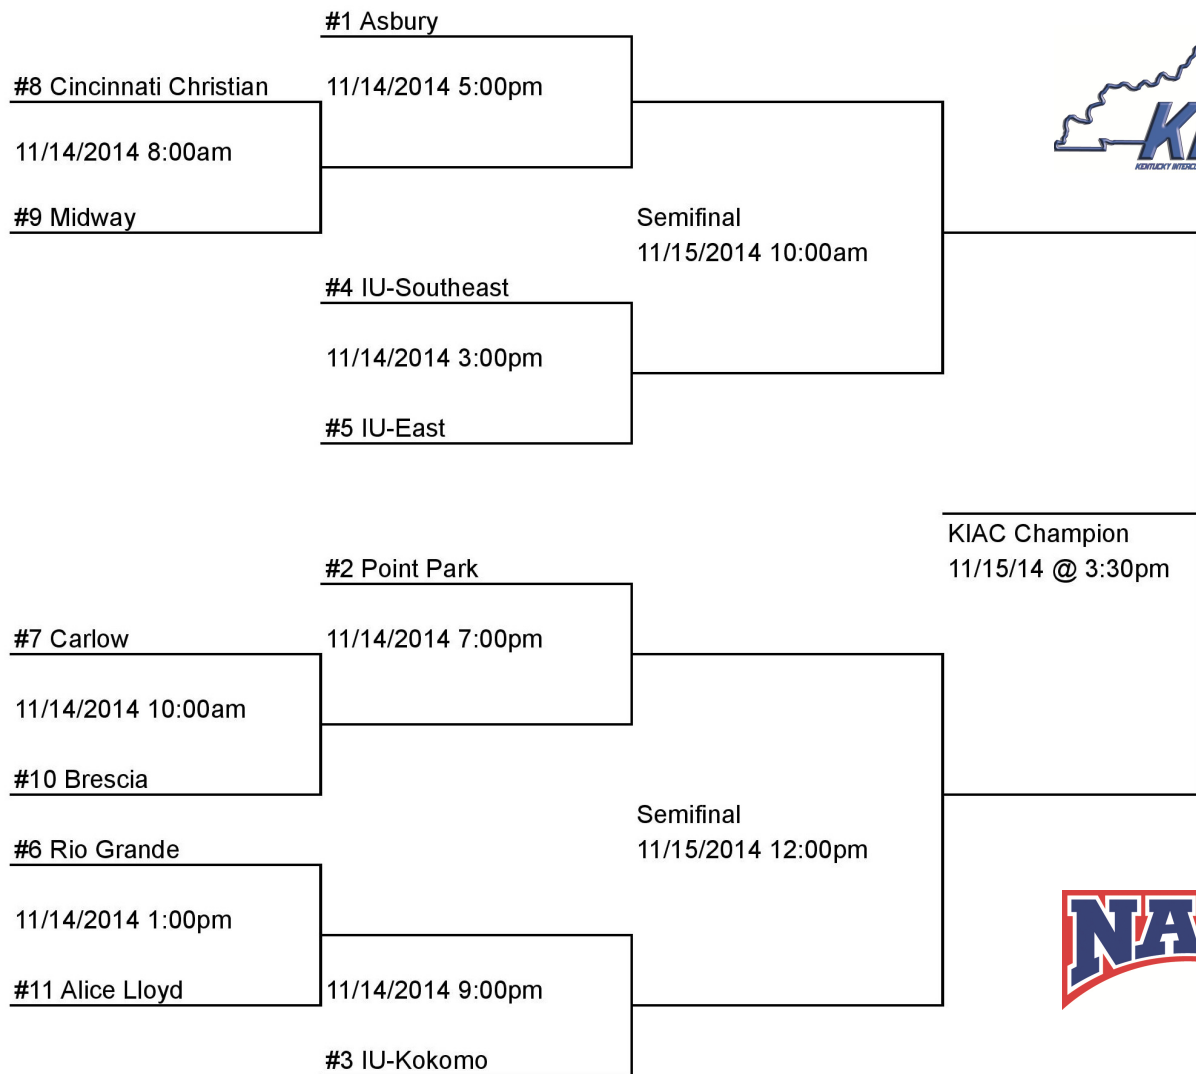 #1 Asbury
#8 Cincinnati Christian
11/14/2014 5:00pm
11/14/2014 8:00am
#9 Midway
KENTUCKY
Semifinal
11/15/2014 10:00am
#4 IU-Southeast
11/14/2014 3:00pm
#5 IU-East
KIAC Champion
11/15/14 @ 3:30pm
#2 Point Park
#7 Carlow
11/14/2014 7:00pm
11/14/2014 10:00am
#10 Brescia
Semifinal
11/15/2014 12:00pm
#6 Rio Grande
11/14/2014 1:00pm
#11 Alice Lloyd
11/14/2014 9:00pm
#3 IU-Kokomo
NA